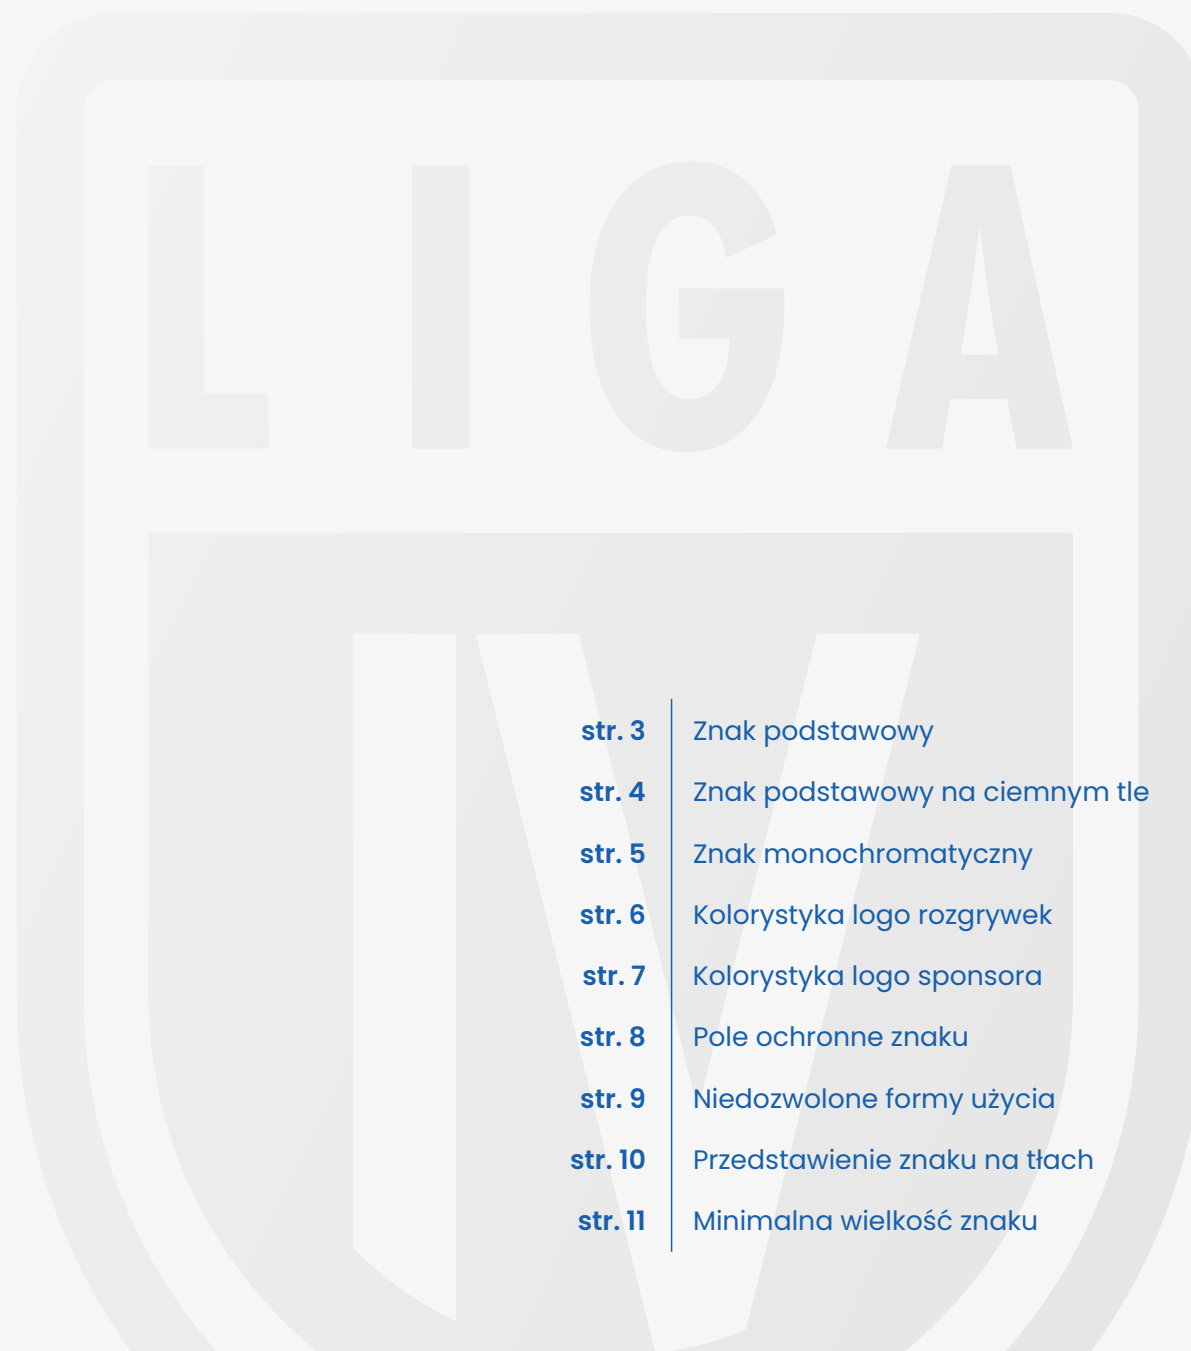 LIGA
IV
str. 3 Znak podstawowy
str. 4 Znak podstawowy na ciemnym tle
str. 5 Znak monochromatyczny
str. 6 Kolorystyka logo rozgrywek
str. 7 Kolorystyka logo sponsora
str. 8 Pole ochronne znaku
str. 9 Niedozwolone formy użycia
str. 10 Przedstawienie znaku na tłach
str. 11 Minimalna wielkość znaku